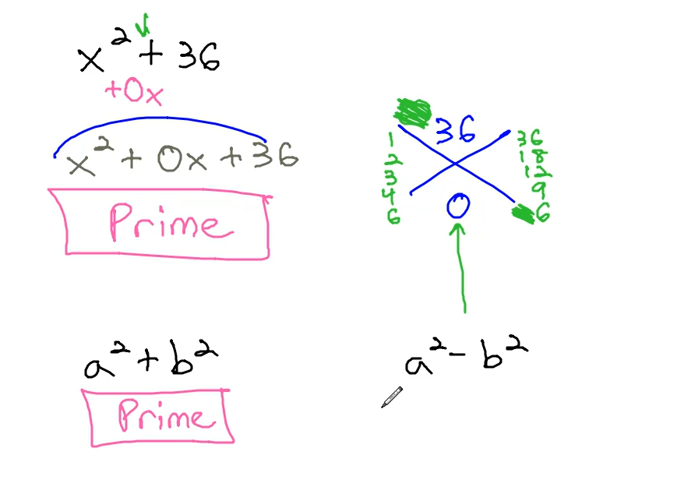 x² + 36
+0x
x² + 0x + 36
Prime
36
1 36
2 18
3 12
4 9
6 6
0
a² + b²
Prime
a² - b²